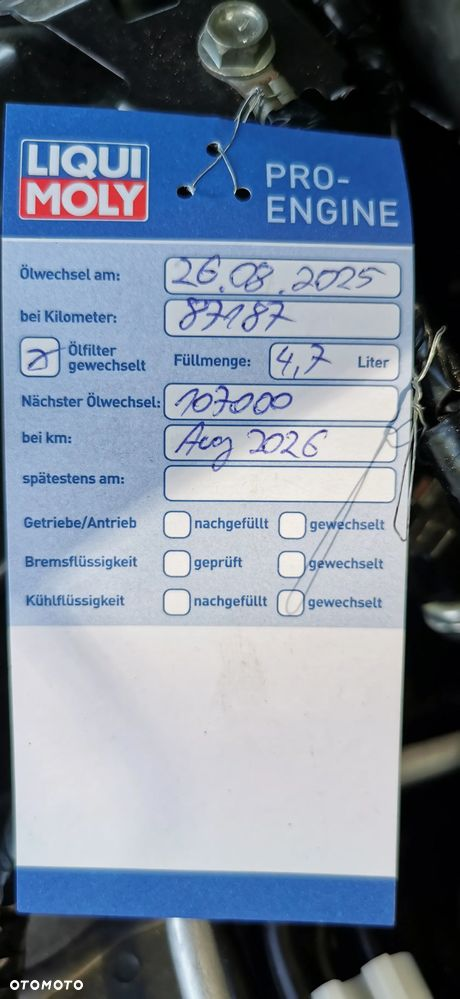 LIQUI
MOLY
PRO-
ENGINE
Ölwechsel am: 26.08.2025
bei Kilometer: 87187
Ölfilter
gewechselt
Füllmenge: 4,7 Liter
Nächster Ölwechsel: 107000
bei km: Aug 2026
spätestens am:
Getriebe/Antrieb nachgefüllt gewechselt
Bremsflüssigkeit geprüft gewechselt
Kühlflüssigkeit nachgefüllt gewechselt
OTOMOTO